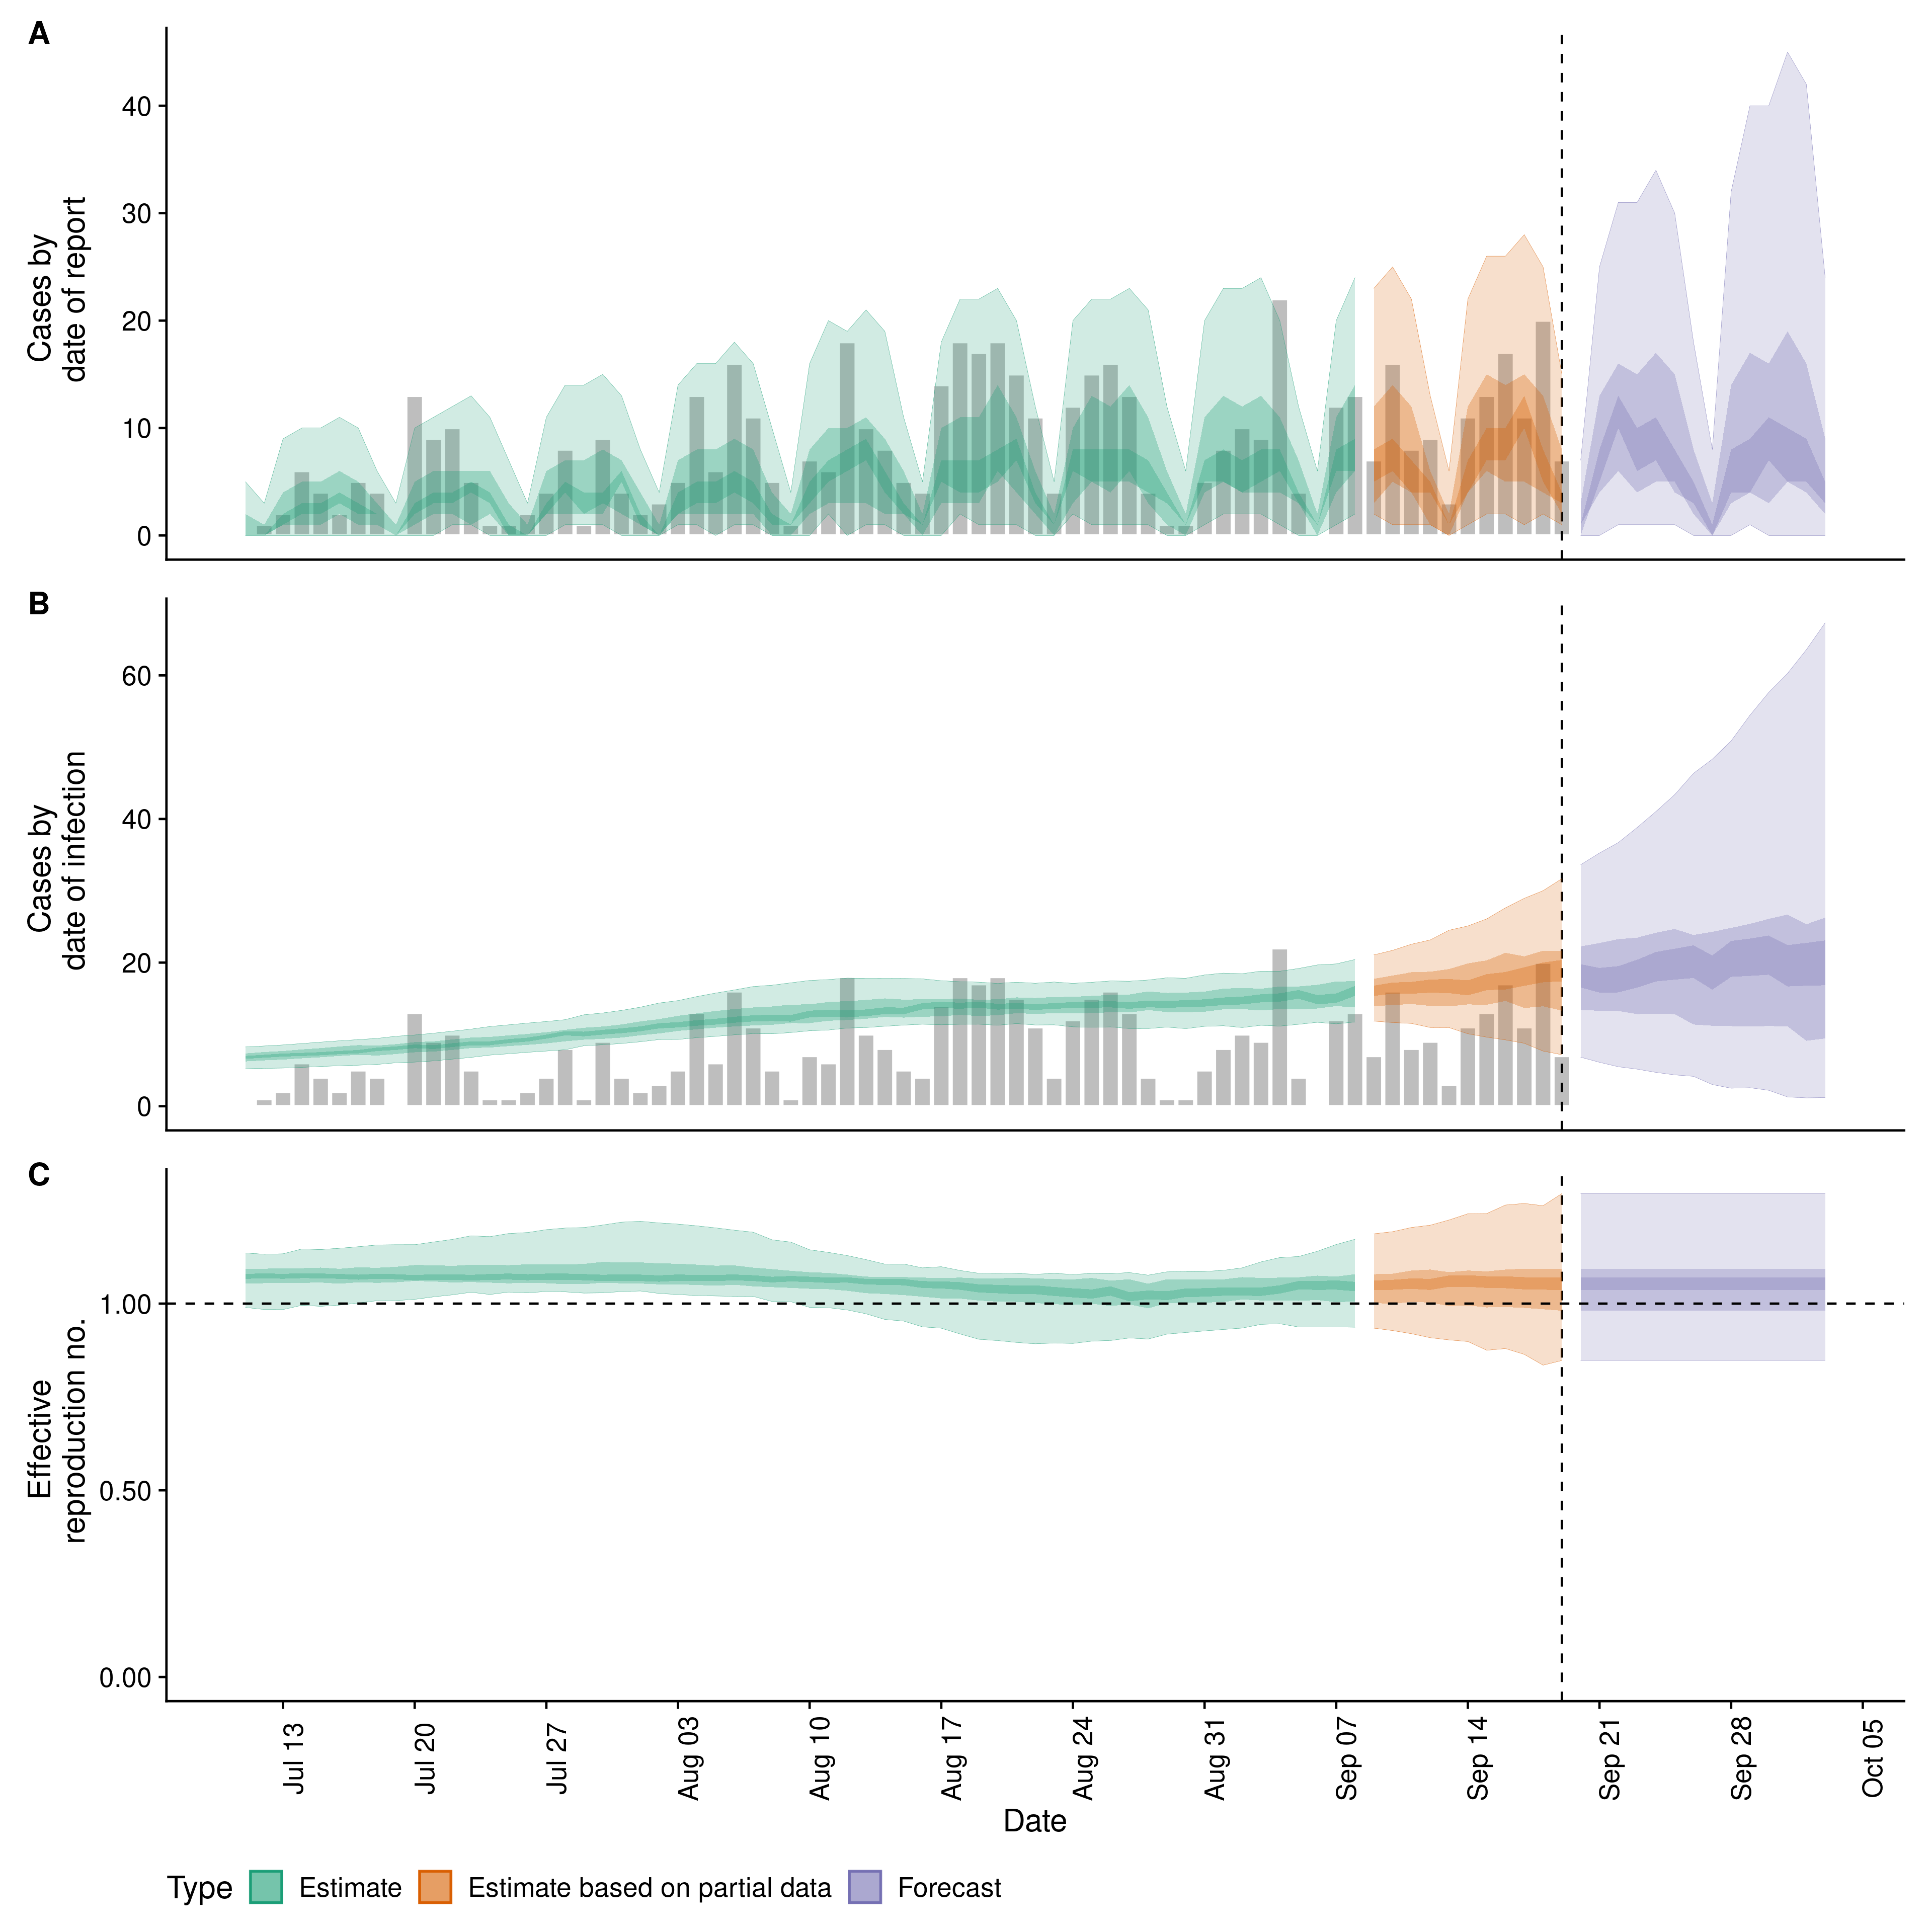 A
Cases by
date of report
40
30
20
10
0
B
Cases by
date of infection
60
40
20
0
C
Effective
reproduction no.
1.00
0.50
0.00
Jul 13
Jul 20
Jul 27
Aug 03
Aug 10
Aug 17
Aug 24
Aug 31
Sep 07
Sep 14
Sep 21
Sep 28
Oct 05
Date
Type Estimate Estimate based on partial data Forecast